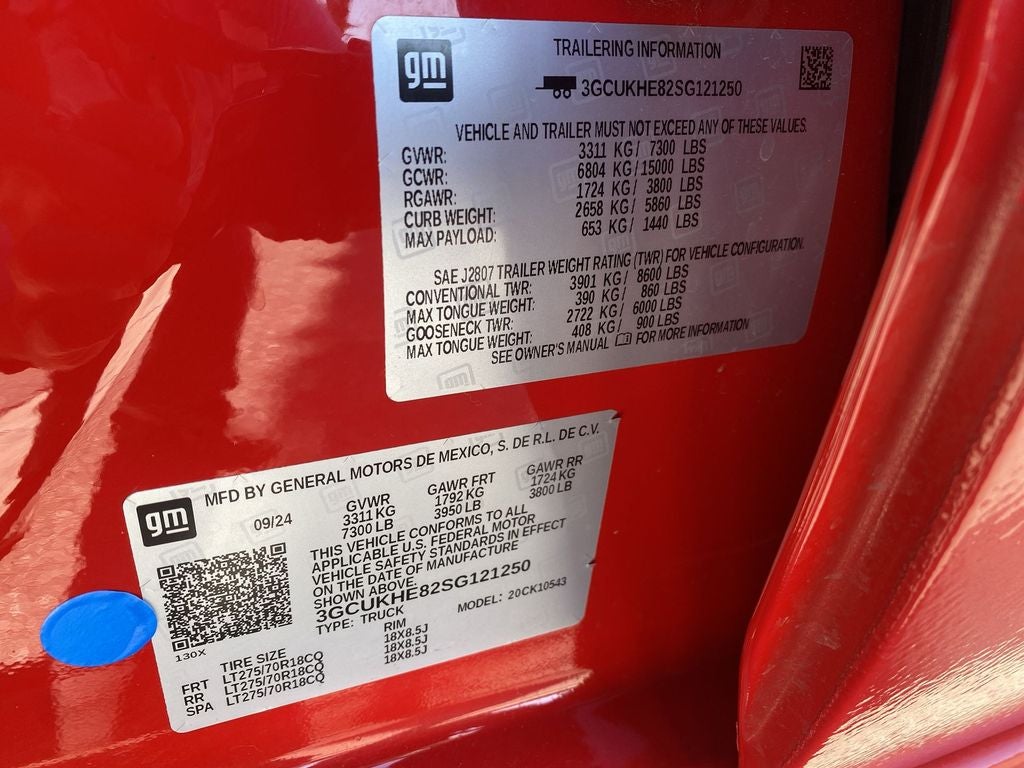 gm
TRAILERING INFORMATION
3GCUKHE82SG121250
VEHICLE AND TRAILER MUST NOT EXCEED ANY OF THESE VALUES.
GVWR: 3311 KG/ 7300 LBS
GCWR: 6804 KG/15000 LBS
RGAWR: 1724 KG/ 3800 LBS
CURB WEIGHT: 2658 KG/ 5860 LBS
MAX PAYLOAD: 653 KG/ 1440 LBS
SAE J2807 TRAILER WEIGHT RATING (TWR) FOR VEHICLE CONFIGURATION.
CONVENTIONAL TWR: 3901 KG/ 8600 LBS
MAX TONGUE WEIGHT: 390 KG/ 860 LBS
GOOSENECK TWR: 2722 KG/ 6000 LBS
MAX TONGUE WEIGHT: 408 KG/ 900 LBS
SEE OWNER'S MANUAL FOR MORE INFORMATION
gm
MFD BY GENERAL MOTORS DE MEXICO, S. DE R.L. DE C.V.
09/24 GVWR GAWR FRT GAWR RR
3311 KG 1792 KG 1724 KG
7300 LB 3950 LB 3800 LB
THIS VEHICLE CONFORMS TO ALL
APPLICABLE U.S. FEDERAL MOTOR
VEHICLE SAFETY STANDARDS IN EFFECT
ON THE DATE OF MANUFACTURE
SHOWN ABOVE.
3GCUKHE82SG121250
TYPE: TRUCK MODEL: 20CK10543
130X
TIRE SIZE RIM
FRT LT275/70R18CQ 18X8.5J
RR LT275/70R18CQ 18X8.5J
SPA LT275/70R18CQ 18X8.5J